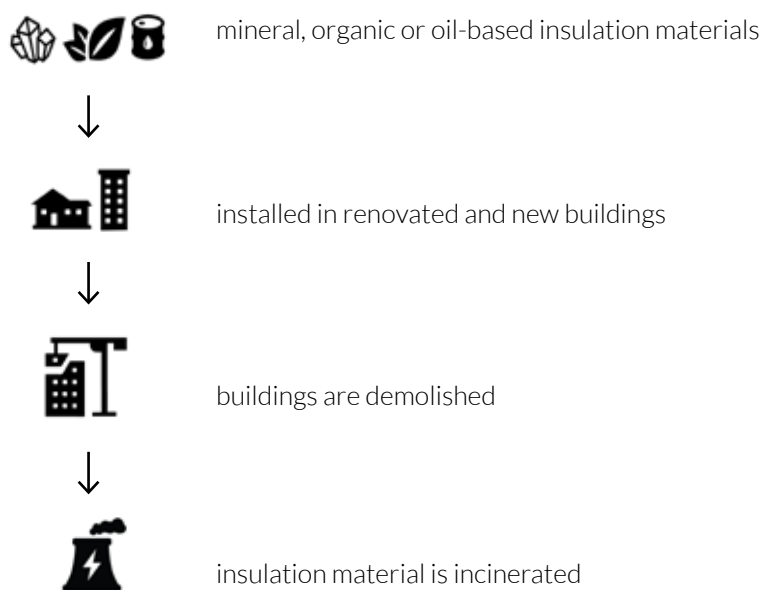 mineral, organic or oil-based insulation materials
installed in renovated and new buildings
buildings are demolished
insulation material is incinerated